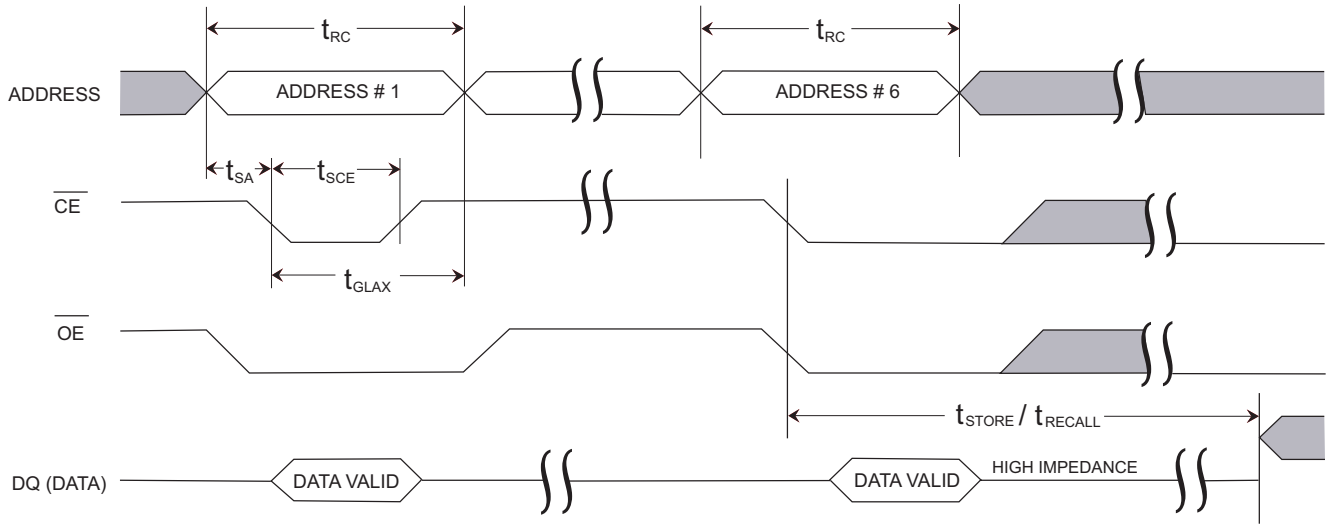 tRC tRC
ADDRESS ADDRESS # 1 ADDRESS # 6
tSA tSCE
CE
tGLAX
OE
tSTORE / tRECALL
DQ (DATA) DATA VALID DATA VALID HIGH IMPEDANCE